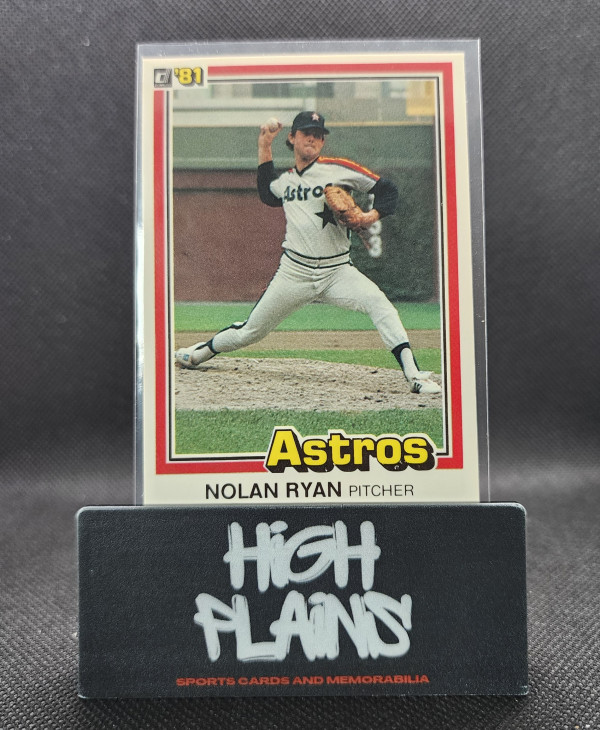 '81
Astros
Astros
NOLAN RYAN PITCHER
HiGH
PLAiNS
SPORTS CARDS AND MEMORABILIA